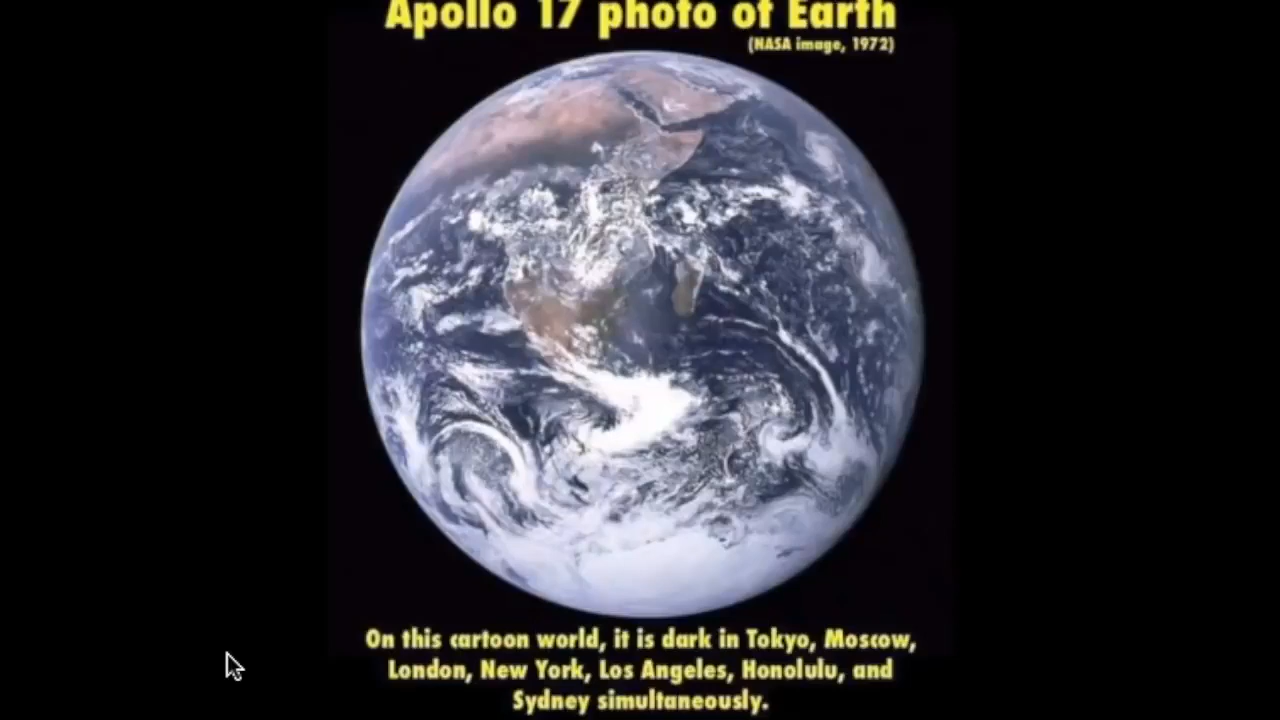 Apollo 17 photo of Earth
(NASA image, 1972)
On this cartoon world, it is dark in Tokyo, Moscow,
London, New York, Los Angeles, Honolulu, and
Sydney simultaneously.